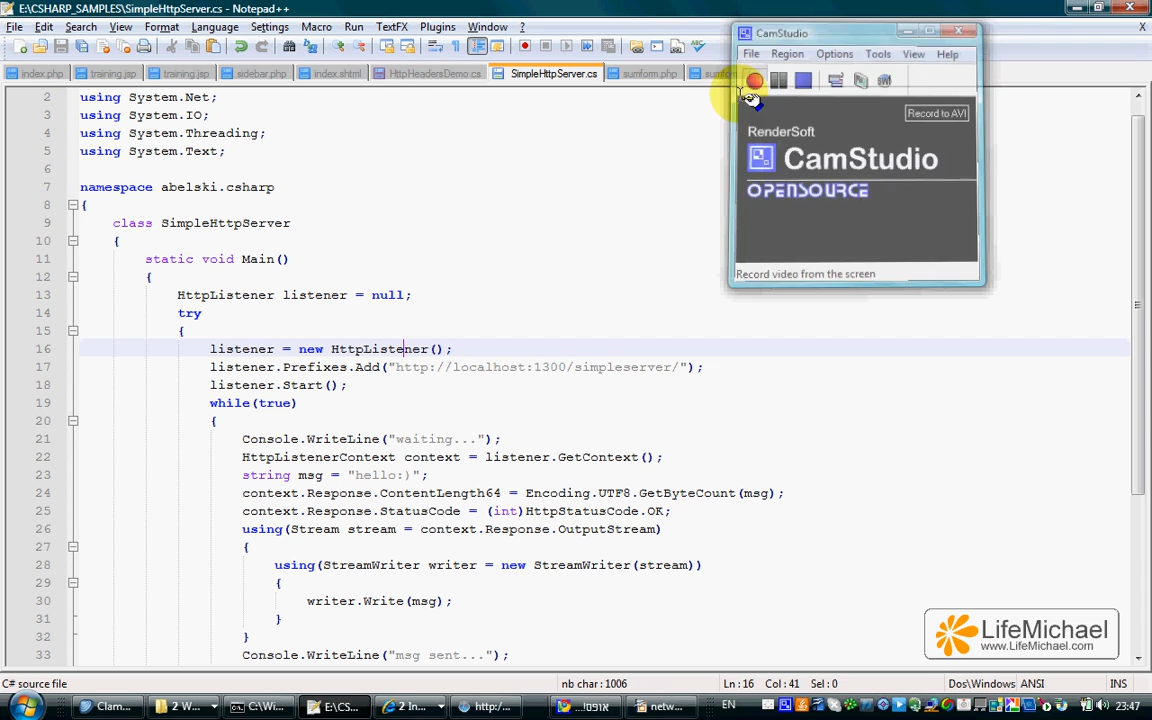 E:\CSHARP_SAMPLES\SimpleHttpServer.cs - Notepad++
File Edit Search View Format Language Settings Macro Run TextFX Plugins Window ? X
index.php training.jsp training.jsp sidebar.php index.shtml HttpHeadersDemo.cs SimpleHttpServer.cs sumform.php
CamStudio
File Region Options Tools View Help
Record to AVI
RenderSoft
CamStudio
OPENSOURCE
Record video from the screen
2 using System.Net;
3 using System.IO;
4 using System.Threading;
5 using System.Text;
6
7 namespace abelski.csharp
8 {
9 class SimpleHttpServer
10 {
11 static void Main()
12 {
13 HttpListener listener = null;
14 try
15 {
16 listener = new HttpListener();
17 listener.Prefixes.Add("http://localhost:1300/simpleserver/");
18 listener.Start();
19 while(true)
20 {
21 Console.WriteLine("waiting...");
22 HttpListenerContext context = listener.GetContext();
23 string msg = "hello:)";
24 context.Response.ContentLength64 = Encoding.UTF8.GetByteCount(msg);
25 context.Response.StatusCode = (int)HttpStatusCode.OK;
26 using(Stream stream = context.Response.OutputStream)
27 {
28 using(StreamWriter writer = new StreamWriter(stream))
29 {
30 writer.Write(msg);
31 }
32 }
33 Console.WriteLine("msg sent...");
LifeMichael
www.LifeMichael.com
C# source file nb char : 1006 Ln : 16 Col : 41 Sel : 0 Dos\Windows ANSI INS
Clam... 2 W... C:\Wi... E:\CS... 2 In... http:/... אופטו... netw... EN 23:47